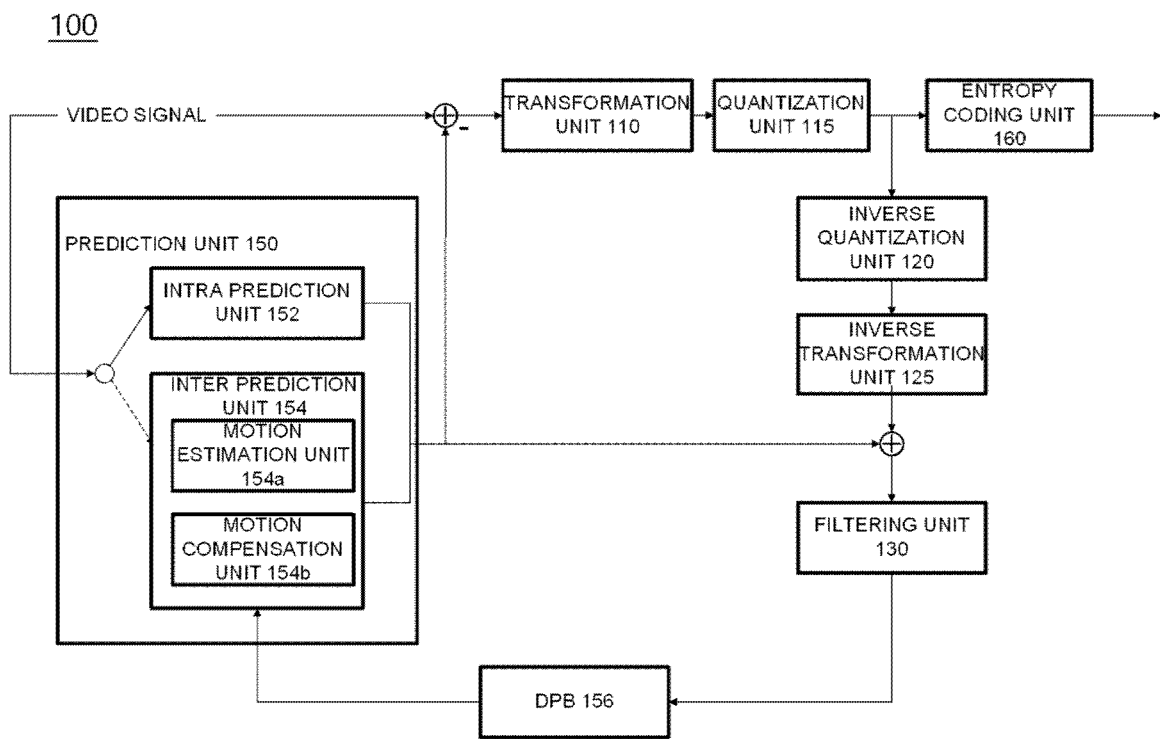 100
VIDEO SIGNAL
-
TRANSFORMATION
UNIT 110
QUANTIZATION
UNIT 115
ENTROPY
CODING UNIT
160
PREDICTION UNIT 150
INTRA PREDICTION
UNIT 152
INTER PREDICTION
UNIT 154
MOTION
ESTIMATION UNIT
154a
MOTION
COMPENSATION
UNIT 154b
INVERSE
QUANTIZATION
UNIT 120
INVERSE
TRANSFORMATION
UNIT 125
FILTERING UNIT
130
DPB 156